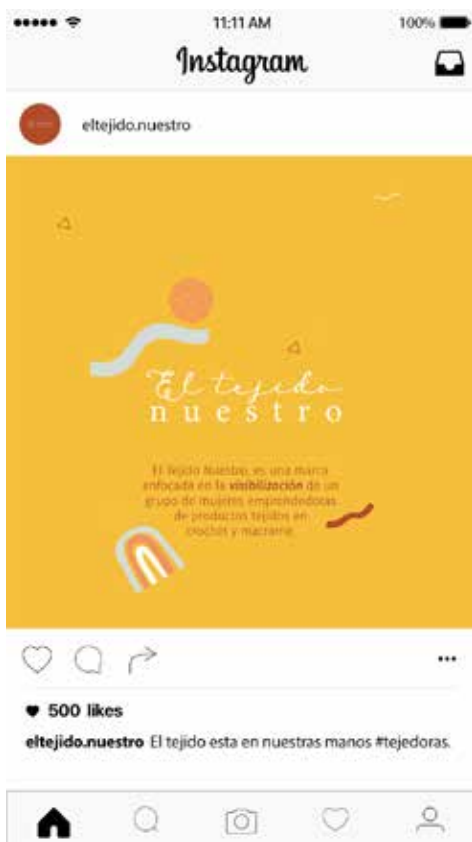 11:11 AM
100%
Instagram
eltejido.nuestro
El tejido
nuestro
El Tejido Nuestro, es una marca
enfocada en la visibilización de un
grupo de mujeres emprendedoras
de productos tejidos en
crochet y macramé.
500 likes
eltejido.nuestro El tejido esta en nuestras manos #tejedoras.